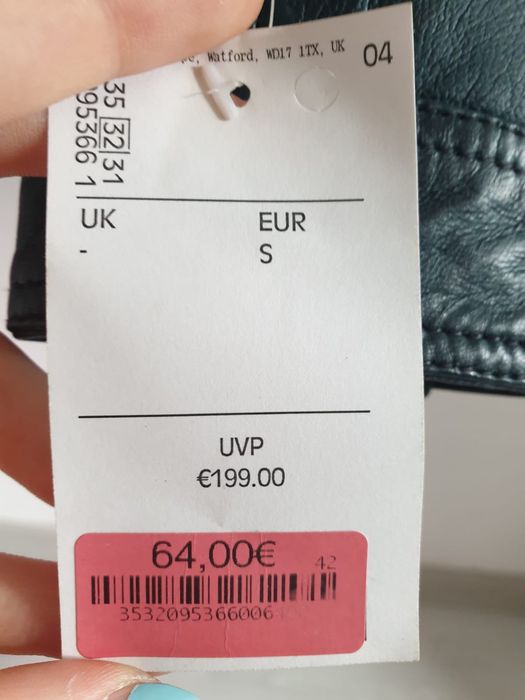 Watford, WD17 1TX, UK
04
35 32 31
95366 1
UK EUR
- S
UVP
€199.00
64,00€
42
3532095366006